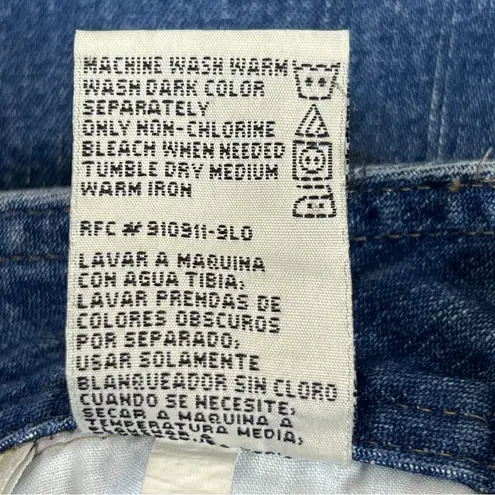 MACHINE WASH WARM
WASH DARK COLOR
SEPARATELY
ONLY NON-CHLORINE
BLEACH WHEN NEEDED
TUMBLE DRY MEDIUM
WARM IRON
RFC # 910911-9L0
LAVAR A MAQUINA
CON AGUA TIBIA;
LAVAR PRENDAS DE
COLORES OBSCUROS
POR SEPARADO;
USAR SOLAMENTE
BLANQUEADOR SIN CLORO
CUANDO SE NECESITE;
SECAR A MAQUINA A
TEMPERATURA MEDIA;